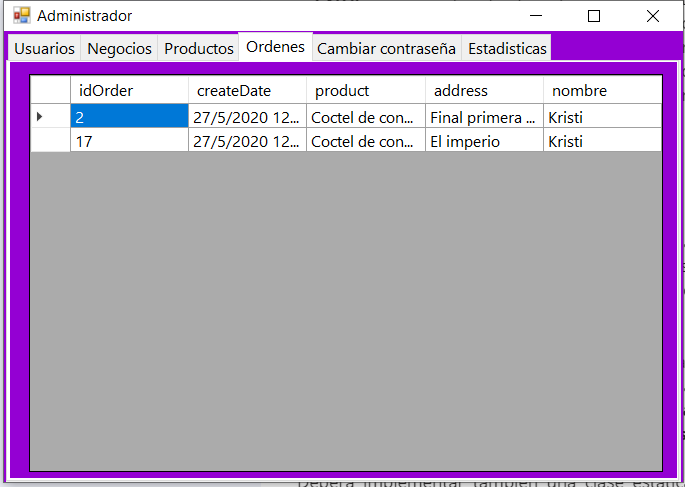 Administrador
Usuarios Negocios Productos Ordenes Cambiar contraseña Estadisticas
idOrder createDate product address nombre
2 27/5/2020 12... Coctel de con... Final primera ... Kristi
17 27/5/2020 12... Coctel de con... El imperio Kristi
Deberá implementar también una clase